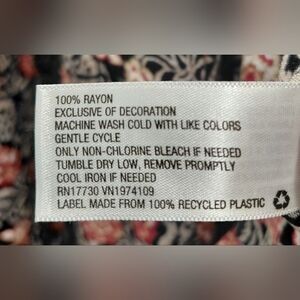 100% RAYON
EXCLUSIVE OF DECORATION
MACHINE WASH COLD WITH LIKE COLORS
GENTLE CYCLE
ONLY NON-CHLORINE BLEACH IF NEEDED
TUMBLE DRY LOW, REMOVE PROMPTLY
COOL IRON IF NEEDED
RN17730 VN1974109
LABEL MADE FROM 100% RECYCLED PLASTIC